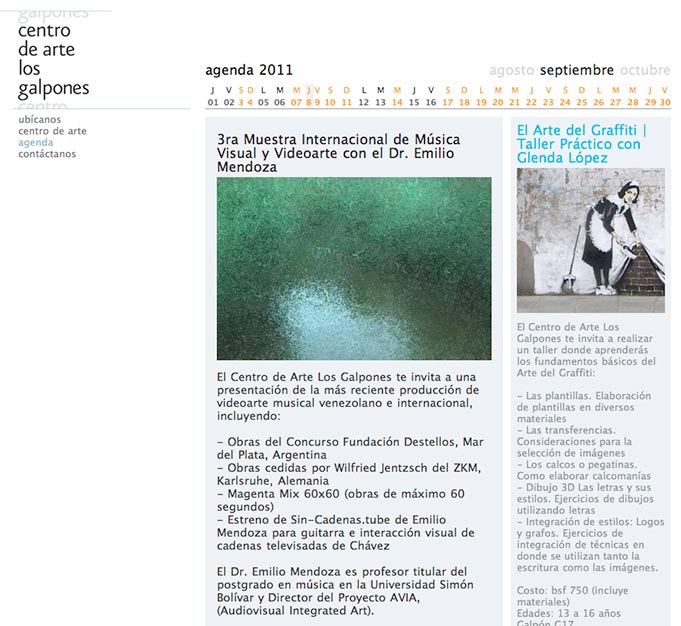 galpones
centro
de arte
los
galpones
centro
ubícanos
centro de arte
agenda
contáctanos
agenda 2011
agosto septiembre octubre
J V S D L M M J V S D L M M J V S D L M M J V S D L M M J V
01 02 3 4 05 06 07 08 9 10 11 12 13 14 15 16 17 18 19 20 21 22 23 24 25 26 27 28 29 30
3ra Muestra Internacional de Música
Visual y Videoarte con el Dr. Emilio
Mendoza
El Centro de Arte Los Galpones te invita a una
presentación de la más reciente producción de
videoarte musical venezolano e internacional,
incluyendo:
- Obras del Concurso Fundación Destellos, Mar
del Plata, Argentina
- Obras cedidas por Wilfried Jentzsch del ZKM,
Karlsruhe, Alemania
- Magenta Mix 60x60 (obras de máximo 60
segundos)
- Estreno de Sin-Cadenas.tube de Emilio
Mendoza para guitarra e interacción visual de
cadenas televisadas de Chávez
El Dr. Emilio Mendoza es profesor titular del
postgrado en música en la Universidad Simón
Bolívar y Director del Proyecto AVIA,
(Audiovisual Integrated Art).
El Arte del Graffiti |
Taller Práctico con
Glenda López
El Centro de Arte Los
Galpones te invita a realizar
un taller donde aprenderás
los fundamentos básicos del
Arte del Graffiti:
- Las plantillas. Elaboración
de plantillas en diversos
materiales
- Las transferencias.
Consideraciones para la
selección de imágenes
- Los calcos o pegatinas.
Como elaborar calcomanías
- Dibujo 3D Las letras y sus
estilos. Ejercicios de dibujos
utilizando letras
- Integración de estilos: Logos
y grafos. Ejercicios de
integración de técnicas en
donde se utilizan tanto la
escritura como las imágenes.
Costo: bsf 750 (incluye
materiales)
Edades: 13 a 16 años
Galpón G17